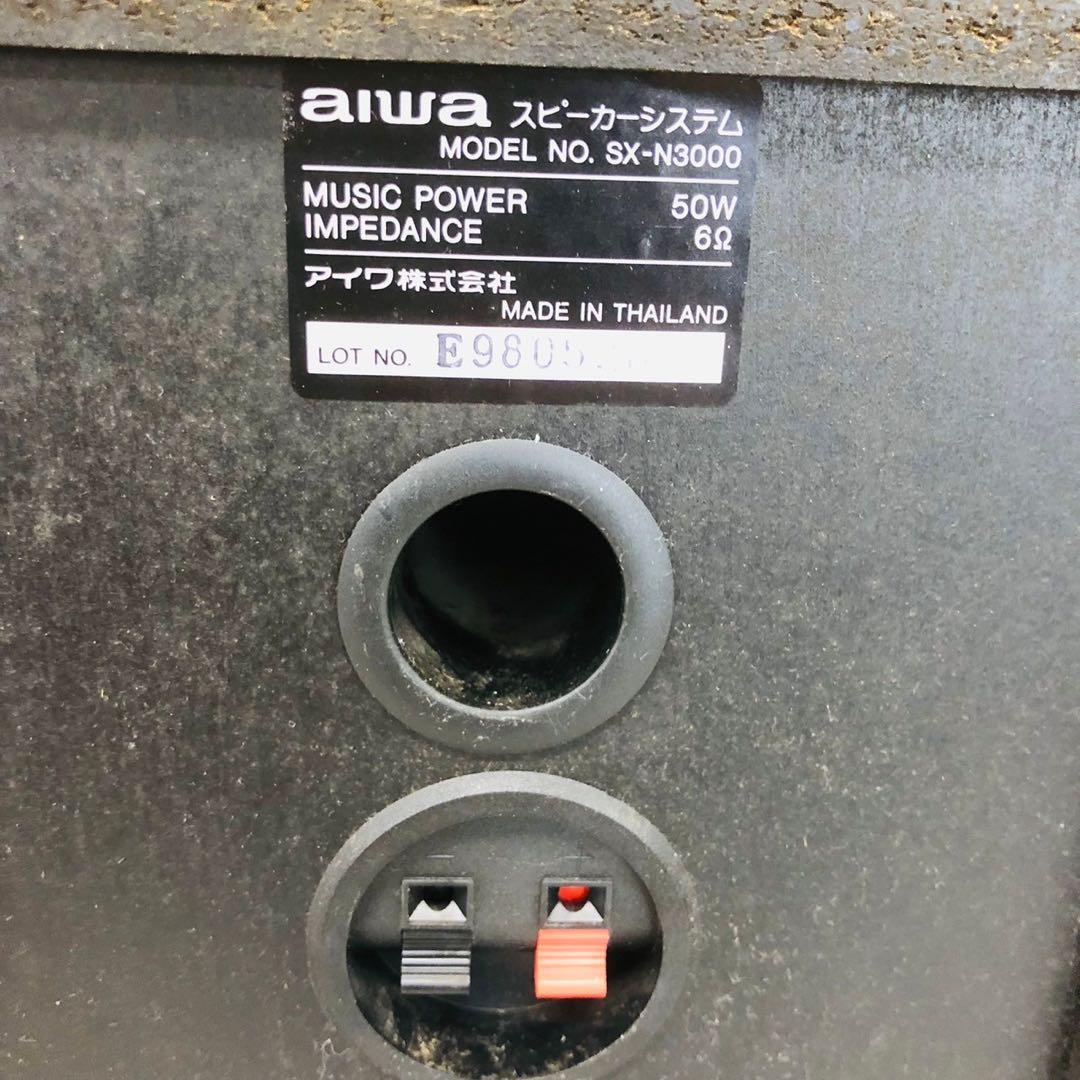 aiwa スピーカーシステム
MODEL NO. SX-N3000
MUSIC POWER 50W
IMPEDANCE 6Ω
アイワ株式会社
MADE IN THAILAND
LOT NO.